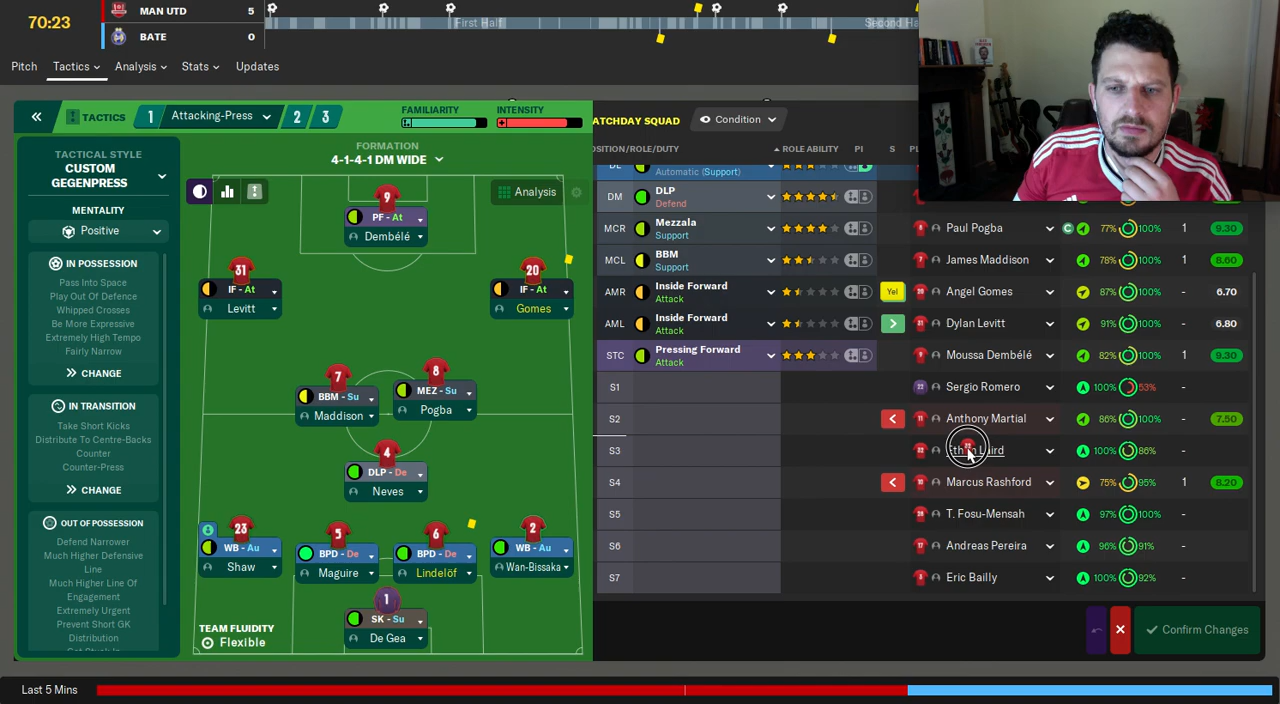 70:23
MAN UTD 5
BATE 0
First Half
Second Ha
Pitch Tactics Analysis Stats Updates
TACTICS 1 Attacking-Press 2 3
FAMILIARITY INTENSITY
TACTICAL STYLE
CUSTOM
GEGENPRESS
MENTALITY
Positive
IN POSSESSION
Pass Into Space
Play Out Of Defence
Whipped Crosses
Be More Expressive
Extremely High Tempo
Fairly Narrow
CHANGE
IN TRANSITION
Take Short Kicks
Distribute To Centre-Backs
Counter
Counter-Press
CHANGE
OUT OF POSSESSION
Defend Narrower
Much Higher Defensive
Line
Much Higher Line Of
Engagement
Extremely Urgent
Prevent Short GK
Distribution
FORMATION
4-1-4-1 DM WIDE
Analysis
9
PF - At
Dembélé
31
IF - At
Levitt
20
IF - At
Gomes
7
BBM - Su
Maddison
8
MEZ - Su
Pogba
4
DLP - De
Neves
23
WB - Au
Shaw
5
BPD - De
Maguire
6
BPD - De
Lindelöf
2
WB - Au
Wan-Bissaka
1
SK - Su
De Gea
TEAM FLUIDITY
Flexible
ATCHDAY SQUAD Condition
OSITION/ROLE/DUTY ROLE ABILITY PI S PL
Automatic (Support)
DM DLP
Defend
MCR Mezzala
Support
Paul Pogba C 77% 100% 1 9.30
MCL BBM
Support
James Maddison 78% 100% 1 8.60
AMR Inside Forward
Attack
Yel Angel Gomes 87% 100% - 6.70
AML Inside Forward
Attack
Dylan Levitt 91% 100% - 6.80
STC Pressing Forward
Attack
Moussa Dembélé 82% 100% 1 9.30
S1 Sergio Romero 100% 53% -
S2 Anthony Martial 86% 100% - 7.50
S3 Laird 100% 86% -
S4 Marcus Rashford 75% 95% 1 8.20
S5 T. Fosu-Mensah 97% 100% -
S6 Andreas Pereira 96% 91% -
S7 Eric Bailly 100% 92% -
Confirm Changes
Last 5 Mins